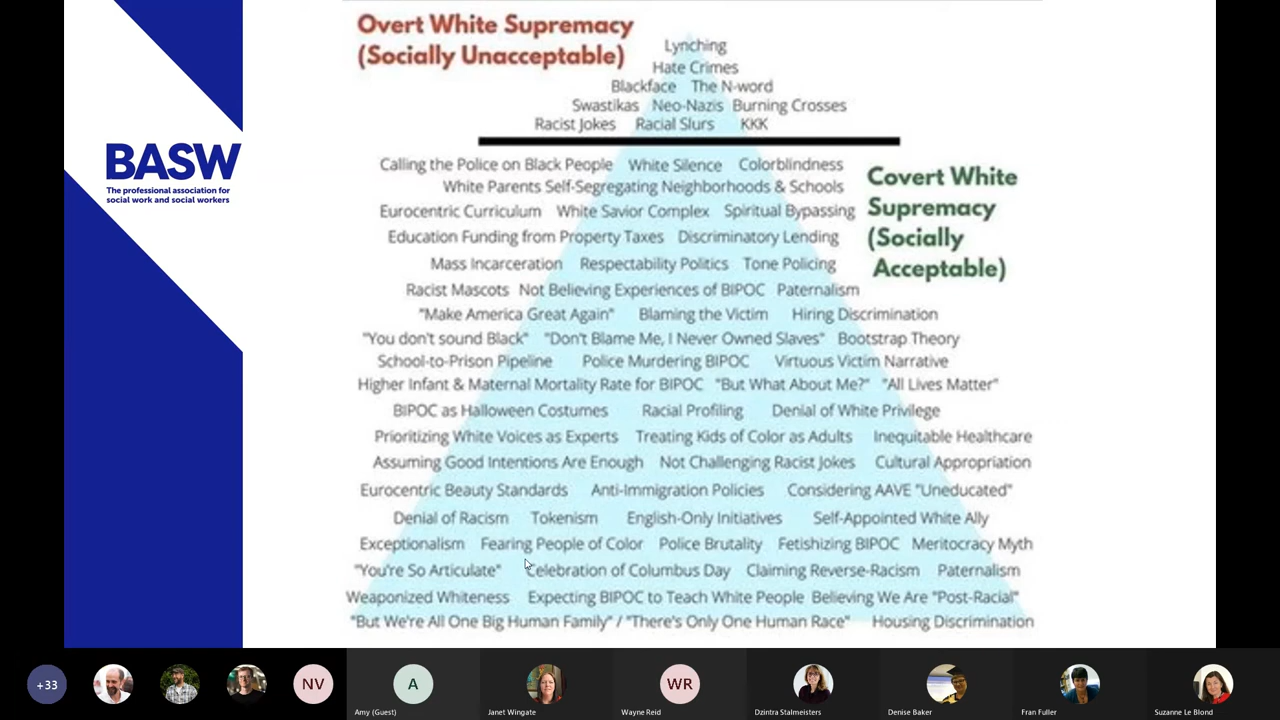 Overt White Supremacy
(Socially Unacceptable)
Lynching
Hate Crimes
Blackface The N-word
Swastikas Neo-Nazis Burning Crosses
Racist Jokes Racial Slurs KKK
BASW
The professional association for
social work and social workers
Covert White
Supremacy
(Socially
Acceptable)
Calling the Police on Black People White Silence Colorblindness
White Parents Self-Segregating Neighborhoods & Schools
Eurocentric Curriculum White Savior Complex Spiritual Bypassing
Education Funding from Property Taxes Discriminatory Lending
Mass Incarceration Respectability Politics Tone Policing
Racist Mascots Not Believing Experiences of BIPOC Paternalism
"Make America Great Again" Blaming the Victim Hiring Discrimination
"You don't sound Black" "Don't Blame Me, I Never Owned Slaves" Bootstrap Theory
School-to-Prison Pipeline Police Murdering BIPOC Virtuous Victim Narrative
Higher Infant & Maternal Mortality Rate for BIPOC "But What About Me?" "All Lives Matter"
BIPOC as Halloween Costumes Racial Profiling Denial of White Privilege
Prioritizing White Voices as Experts Treating Kids of Color as Adults Inequitable Healthcare
Assuming Good Intentions Are Enough Not Challenging Racist Jokes Cultural Appropriation
Eurocentric Beauty Standards Anti-Immigration Policies Considering AAVE "Uneducated"
Denial of Racism Tokenism English-Only Initiatives Self-Appointed White Ally
Exceptionalism Fearing People of Color Police Brutality Fetishizing BIPOC Meritocracy Myth
"You're So Articulate" Celebration of Columbus Day Claiming Reverse-Racism Paternalism
Weaponized Whiteness Expecting BIPOC to Teach White People Believing We Are "Post-Racial"
"But We're All One Big Human Family" / "There's Only One Human Race" Housing Discrimination
+33
NV
A
WR
Amy (Guest)
Janet Wingate
Wayne Reid
Dzintra Stalmeisters
Denise Baker
Fran Fuller
Suzanne Le Blond